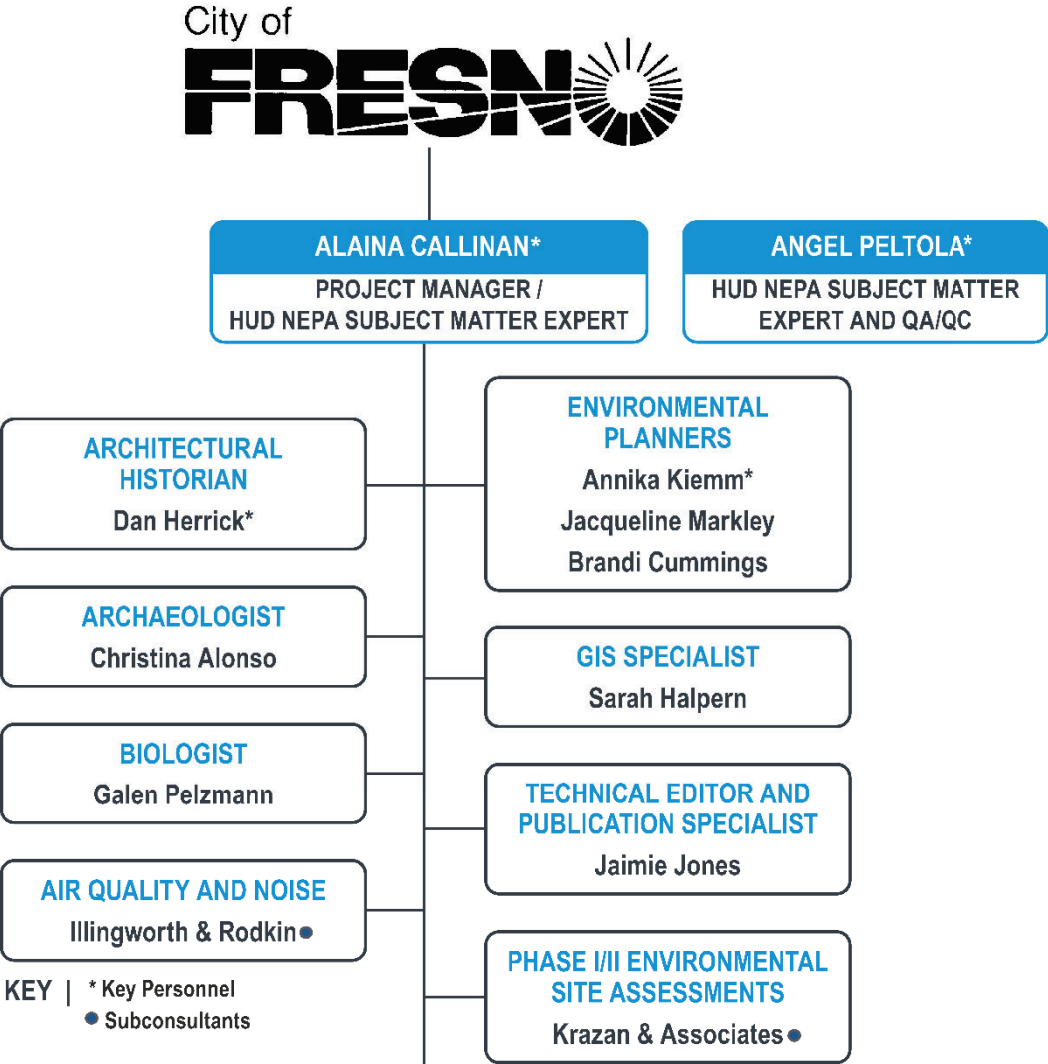 City of
FRESNO
ALAINA CALLINAN*
PROJECT MANAGER /
HUD NEPA SUBJECT MATTER EXPERT
ANGEL PELTOLA*
HUD NEPA SUBJECT MATTER
EXPERT AND QA/QC
ARCHITECTURAL
HISTORIAN
Dan Herrick*
ENVIRONMENTAL
PLANNERS
Annika Kiemm*
Jacqueline Markley
Brandi Cummings
ARCHAEOLOGIST
Christina Alonso
GIS SPECIALIST
Sarah Halpern
BIOLOGIST
Galen Pelzmann
TECHNICAL EDITOR AND
PUBLICATION SPECIALIST
Jaimie Jones
AIR QUALITY AND NOISE
Illingworth & Rodkin●
PHASE I/II ENVIRONMENTAL
SITE ASSESSMENTS
Krazan & Associates ●
KEY | * Key Personnel
● Subconsultants